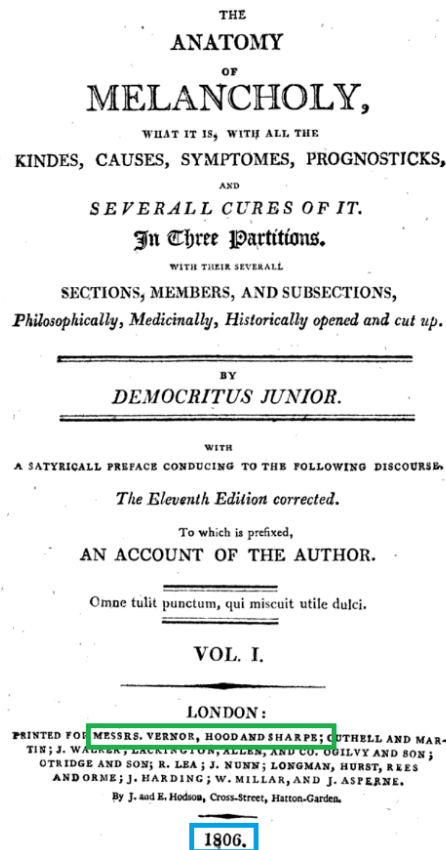 THE
ANATOMY
OF
MELANCHOLY,
WHAT IT IS, WITH ALL THE
KINDES, CAUSES, SYMPTOMES, PROGNOSTICKS,
AND
SEVERALL CURES OF IT.
In Three Partitions.
WITH THEIR SEVERALL
SECTIONS, MEMBERS, AND SUBSECTIONS,
Philosophically, Medicinally, Historically opened and cut up.
BY
DEMOCRITUS JUNIOR.
WITH
A SATYRICALL PREFACE CONDUCING TO THE FOLLOWING DISCOURSE.
The Eleventh Edition corrected.
To which is prefixed,
AN ACCOUNT OF THE AUTHOR.
Omne tulit punctum, qui miscuit utile dulci.
VOL. I.
LONDON:
PRINTED FOR MESSRS. VERNOR, HOOD AND SHARPE; CUTHELL AND MAR-
TIN; J. WALKER; LACKINGTON, ALLEN, AND CO. OGILVY AND SON;
OTRIDGE AND SON; R. LEA; J. NUNN; LONGMAN, HURST, REES
AND ORME; J. HARDING; W. MILLAR, AND J. ASPERNE.
By J. and E. Hodson, Cross-Street, Hatton-Garden.
1806.